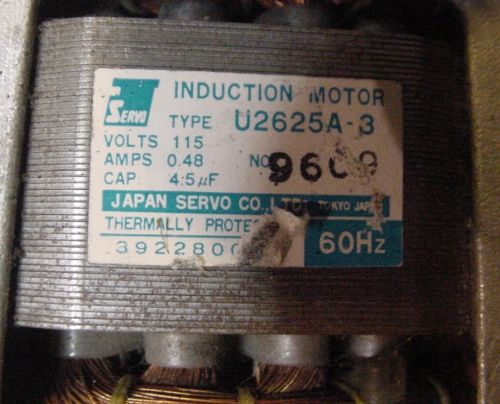 SERVO
INDUCTION MOTOR
TYPE U2625A-3
VOLTS 115
AMPS 0.48 NO.
CAP. 4.5µF
JAPAN SERVO CO., LTD. TOKYO JAPAN
THERMALLY
60Hz